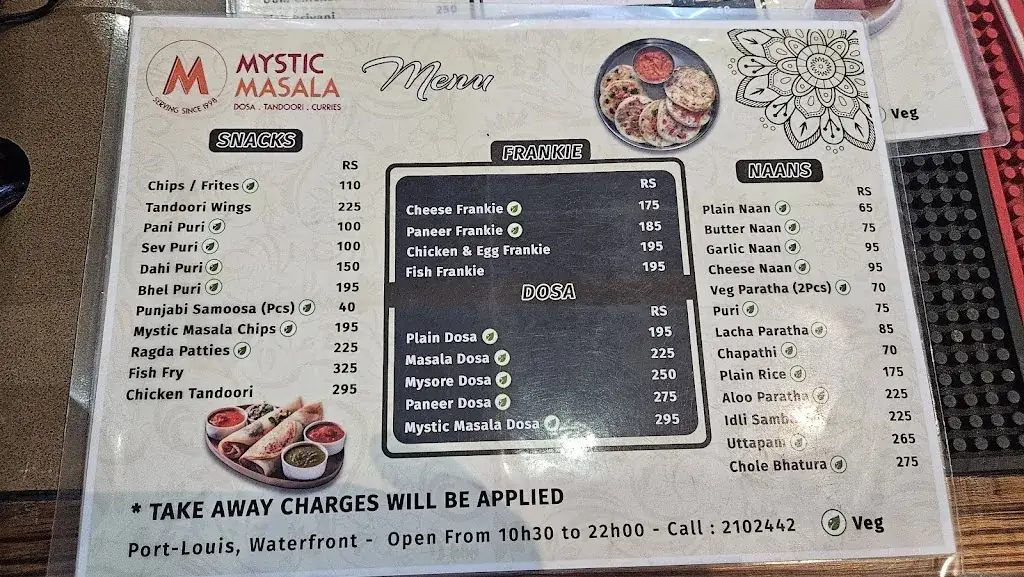 250
Veg
M
SERVING SINCE 1998
MYSTIC
MASALA
DOSA . TANDOORI . CURRIES
Menu
SNACKS
RS
Chips / Frites 110
Tandoori Wings 225
Pani Puri 100
Sev Puri 100
Dahi Puri 150
Bhel Puri 195
Punjabi Samoosa (Pcs) 40
Mystic Masala Chips 195
Ragda Patties 225
Fish Fry 325
Chicken Tandoori 295
FRANKIE
RS
Cheese Frankie 175
Paneer Frankie 185
Chicken & Egg Frankie 195
Fish Frankie 195
DOSA
RS
Plain Dosa 195
Masala Dosa 225
Mysore Dosa 250
Paneer Dosa 275
Mystic Masala Dosa 295
NAANS
RS
Plain Naan 65
Butter Naan 75
Garlic Naan 95
Cheese Naan 95
Veg Paratha (2Pcs) 70
Puri 75
Lacha Paratha 85
Chapathi 70
Plain Rice 175
Aloo Paratha 225
Idli Samba 225
Uttapam 265
Chole Bhatura 275
* TAKE AWAY CHARGES WILL BE APPLIED
Port-Louis, Waterfront - Open From 10h30 to 22h00 - Call : 2102442
Veg